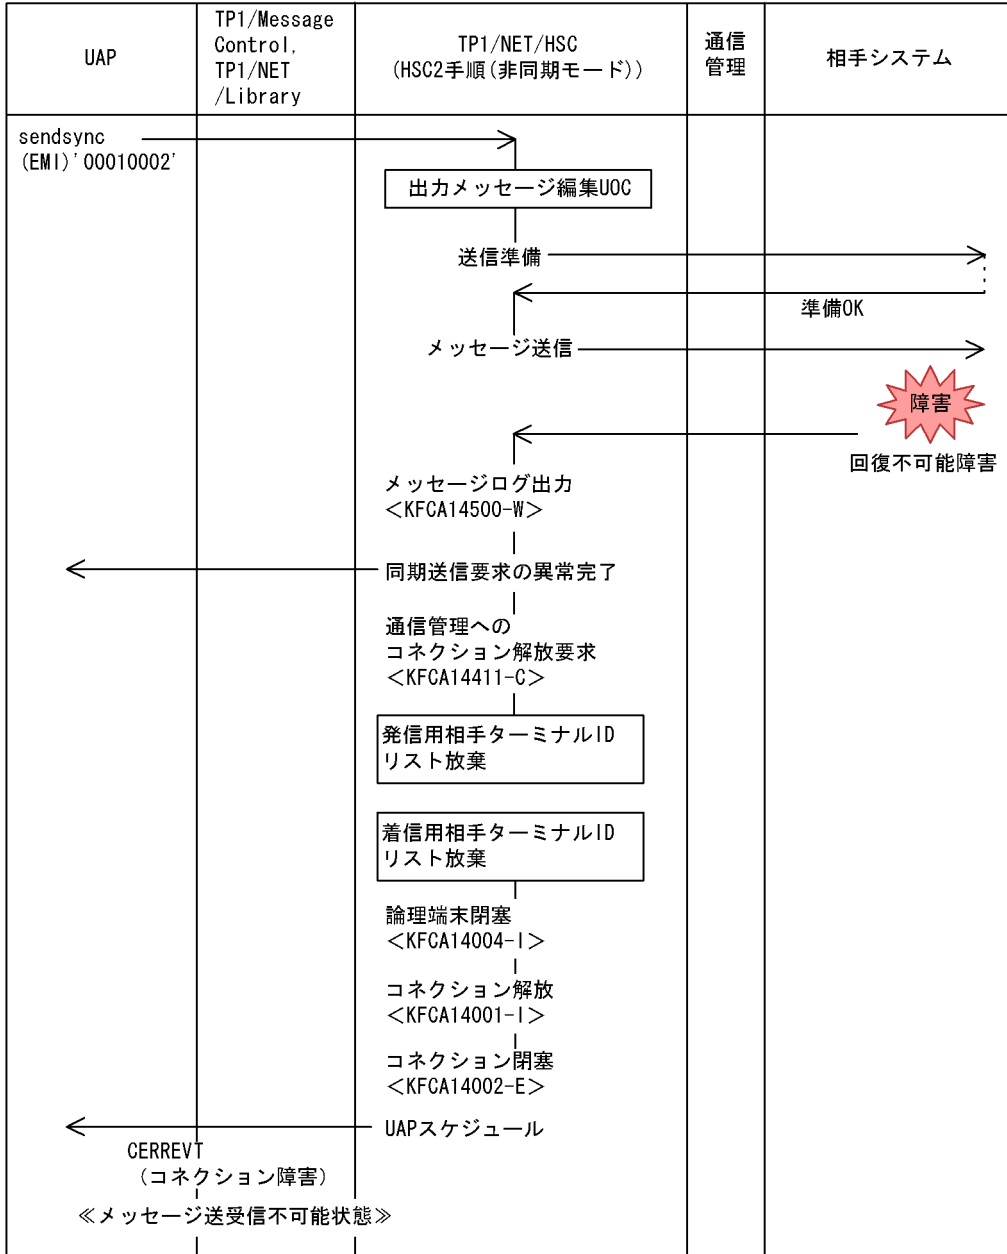 UAP
TP1/Message
Control,
TP1/NET
/Library
TP1/NET/HSC
(HSC2手順(非同期モード))
通信
管理
相手システム
sendsync
(EMI)'00010002'
出力メッセージ編集UOC
送信準備
準備OK
メッセージ送信
障害
回復不可能障害
メッセージログ出力
<KFCA14500-W>
同期送信要求の異常完了
通信管理への
コネクション解放要求
<KFCA14411-C>
発信用相手ターミナルID
リスト放棄
着信用相手ターミナルID
リスト放棄
論理端末閉塞
<KFCA14004-I>
コネクション解放
<KFCA14001-I>
コネクション閉塞
<KFCA14002-E>
UAPスケジュール
CERREVT
(コネクション障害)
≪メッセージ送受信不可能状態≫